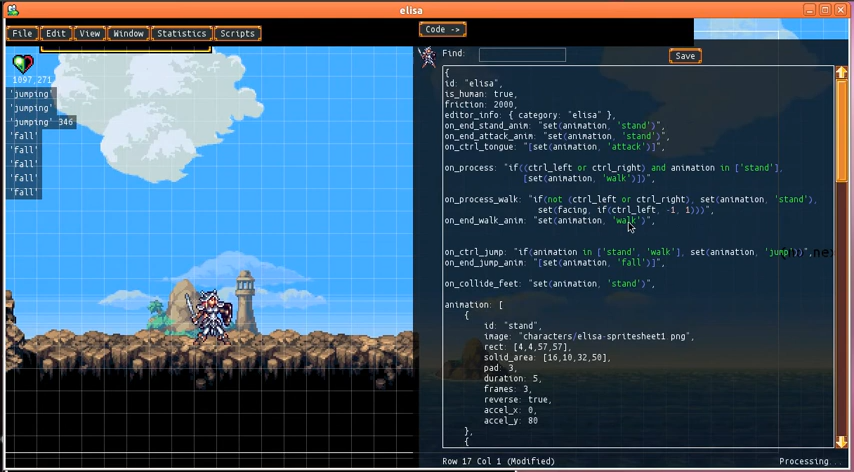 elisa
File Edit View Window Statistics Scripts
Code ->
Find:
Save
1097,271
'jumping'
'jumping'
'jumping' 346
'fall'
'fall'
'fall'
'fall'
'fall'
{
id: "elisa",
is_human: true,
friction: 2000,
editor_info: { category: "elisa" },
on_end_stand_anim: "set(animation, 'stand')",
on_end_attack_anim: "set(animation, 'stand')",
on_ctrl_tongue: "[set(animation, 'attack')]",
on_process: "if((ctrl_left or ctrl_right) and animation in ['stand'],
[set(animation, 'walk')])",
on_process_walk: "if(not (ctrl_left or ctrl_right), set(animation, 'stand'),
set(facing, if(ctrl_left, -1, 1)))",
on_end_walk_anim: "set(animation, 'walk')",
on_ctrl_jump: "if(animation in ['stand', 'walk'], set(animation, 'jump'))",
on_end_jump_anim: "[set(animation, 'fall')]",
on_collide_feet: "set(animation, 'stand')",
animation: [
{
id: "stand",
image: "characters/elisa-spritesheet1.png",
rect: [4,4,57,57],
solid_area: [16,10,32,50],
pad: 3,
duration: 5,
frames: 3,
reverse: true,
accel_x: 0,
accel_y: 80
},
{
Row 17 Col 1 (Modified)
Processing...